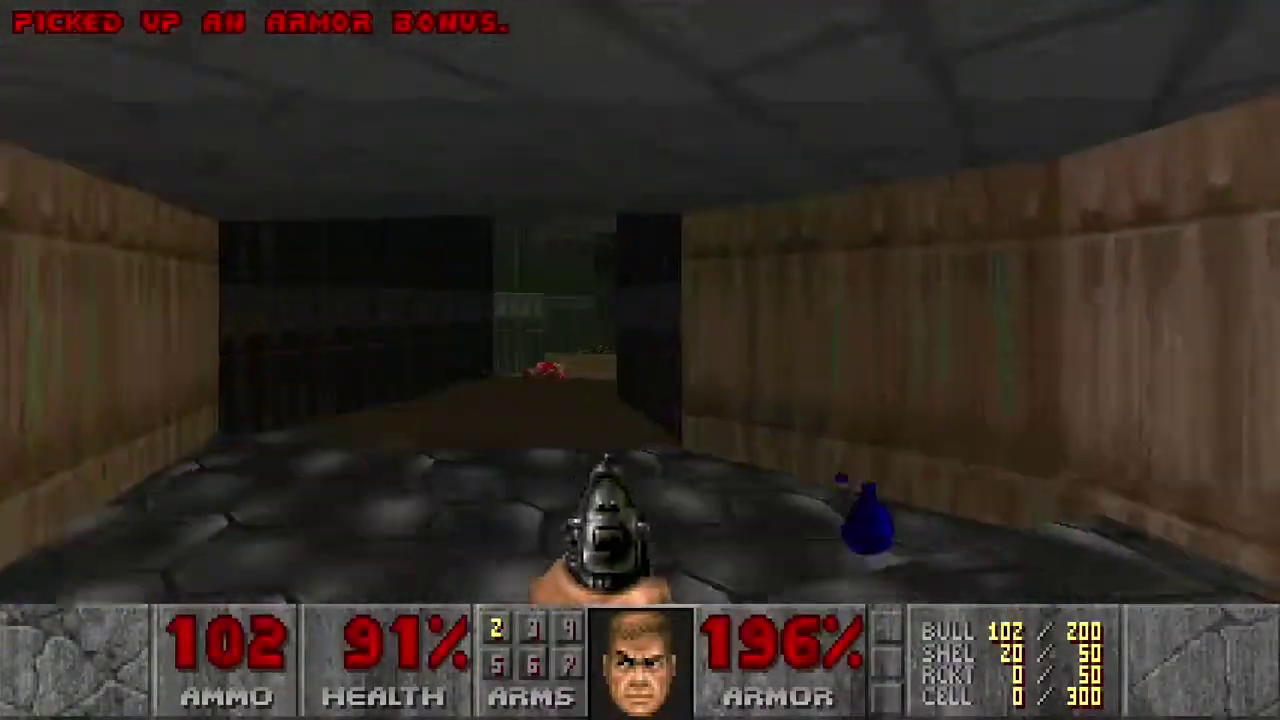 PICKED UP AN ARMOR BONUS.
102 91% 2 3 4 196% BULL 102 / 200
5 6 7 SHEL 20 / 50
RCKT 0 / 50
AMMO HEALTH ARMS ARMOR CELL 0 / 300